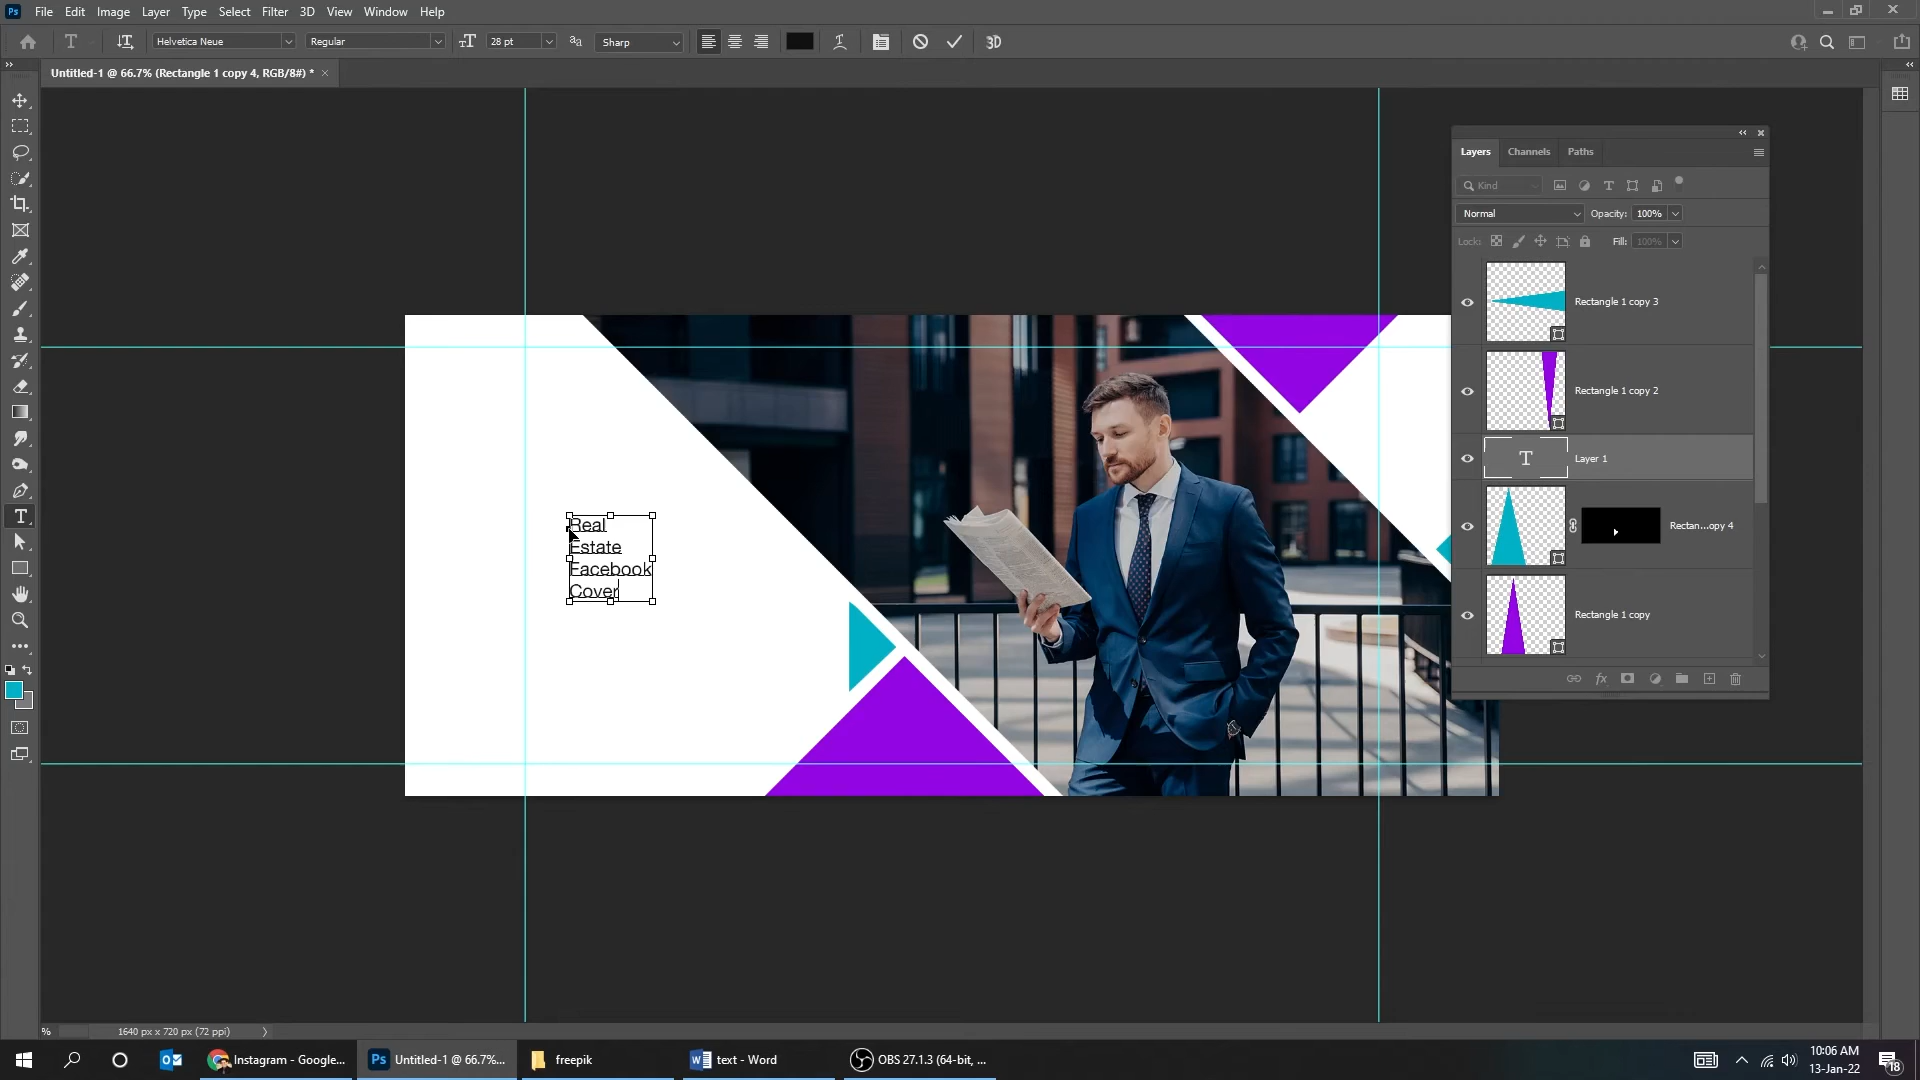 Ps File Edit Image Layer Type Select Filter 3D View Window Help
T Helvetica Neue Regular 28 pt Sharp 3D
Untitled-1 @ 66.7% (Rectangle 1 copy 4, RGB/8#) *
Layers Channels Paths
Kind
Normal Opacity: 100%
Lock: Fill: 100%
Rectangle 1 copy 3
Rectangle 1 copy 2
T Layer 1
Rectan...opy 4
Rectangle 1 copy
Real
Estate
Facebook
Cover
% 1640 px x 720 px (72 ppi)
Instagram - Google...
Ps Untitled-1 @ 66.7%...
freepik
text - Word
OBS 27.1.3 (64-bit, ...
10:06 AM
13-Jan-22
18